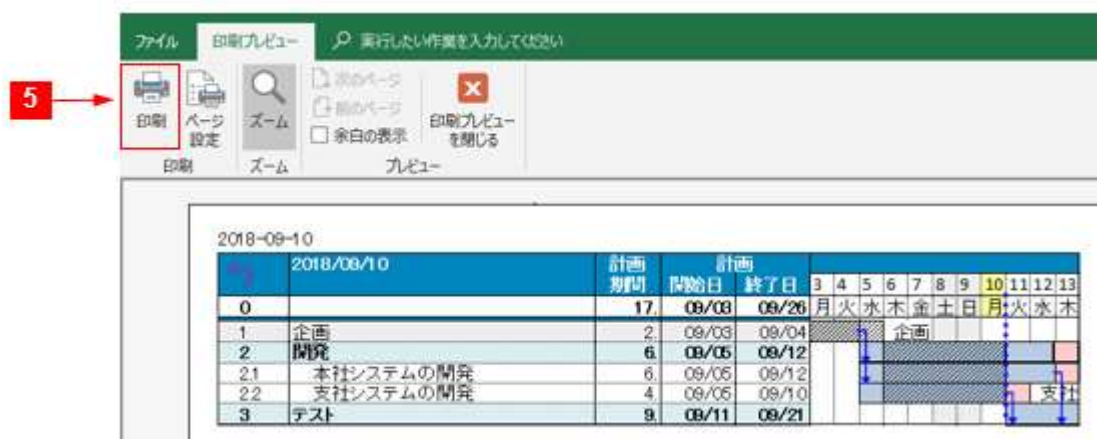 ファイル 印刷プレビュー 実行したい作業を入力してください
5
印刷 ページ設定 ズーム 次のページ
前のページ
余白の表示 印刷プレビューを閉じる
印刷 ズーム プレビュー
2018-09-10
2018/09/10 計画期間 計画
開始日 終了日 3 4 5 6 7 8 9 10 11 12 13
0 17. 09/03 09/26 月 火 水 木 金 土 日 月 火 水 木
1 企画 2. 09/03 09/04 企画
2 開発 6. 09/05 09/12
2.1 本社システムの開発 6. 09/05 09/12
2.2 支社システムの開発 4. 09/05 09/10 支社
3 テスト 9. 09/11 09/21